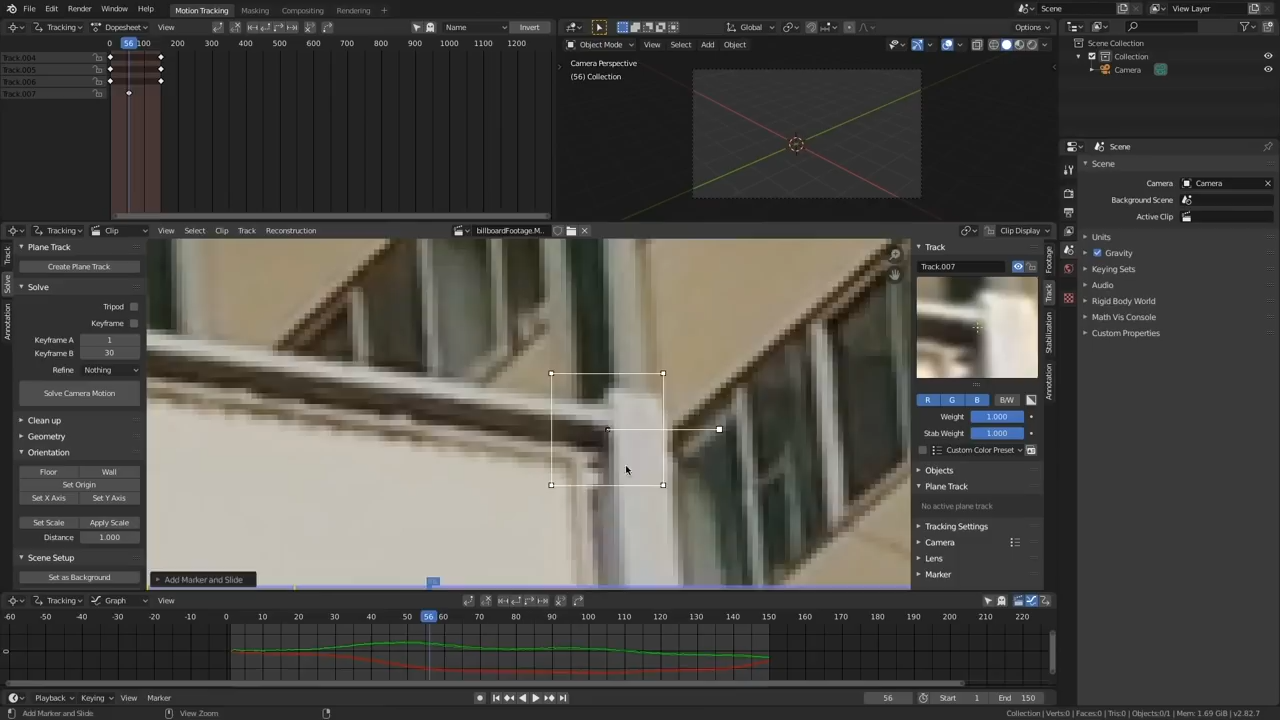 File Edit Render Window Help Motion Tracking Masking Compositing Rendering Scene View Layer
Tracking Dopesheet View Name Invert Global Options
0 56 100 200 300 400 500 600 700 800 900 1000 1100 1200
Object Mode View Select Add Object
Scene Collection
Track.004
Collection
Track.005
Camera Perspective
Camera
Track.006
(56) Collection
Track.007
Scene
Scene
Camera Camera
Background Scene
Active Clip
Tracking Clip View Select Clip Track Reconstruction billboardFootage.M.. Clip Display
Units
Gravity
Keying Sets
Audio
Rigid Body World
Math Vis Console
Custom Properties
Track
Solve
Annotation
Plane Track
Create Plane Track
Solve
Tripod
Keyframe
Keyframe A 1
Keyframe B 30
Refine Nothing
Solve Camera Motion
Clean up
Geometry
Orientation
Floor Wall
Set Origin
Set X Axis Set Y Axis
Set Scale Apply Scale
Distance 1.000
Scene Setup
Set as Background
Add Marker and Slide
Track
Track.007
R G B B/W
Weight 1.000
Stab Weight 1.000
Custom Color Preset
Objects
Plane Track
No active plane track
Tracking Settings
Camera
Lens
Marker
Footage
Track
Stabilization
Annotation
Tracking Graph View
-60 -50 -40 -30 -20 -10 0 10 20 30 40 50 56 60 70 80 90 100 110 120 130 140 150 160 170 180 190 200 210 220
0
Playback Keying View Marker 56 Start 1 End 150
Add Marker and Slide View Zoom Collection | Verts:0 | Faces:0 | Tris:0 | Objects:0/1 | Mem: 1.69 GiB | v2.82.7